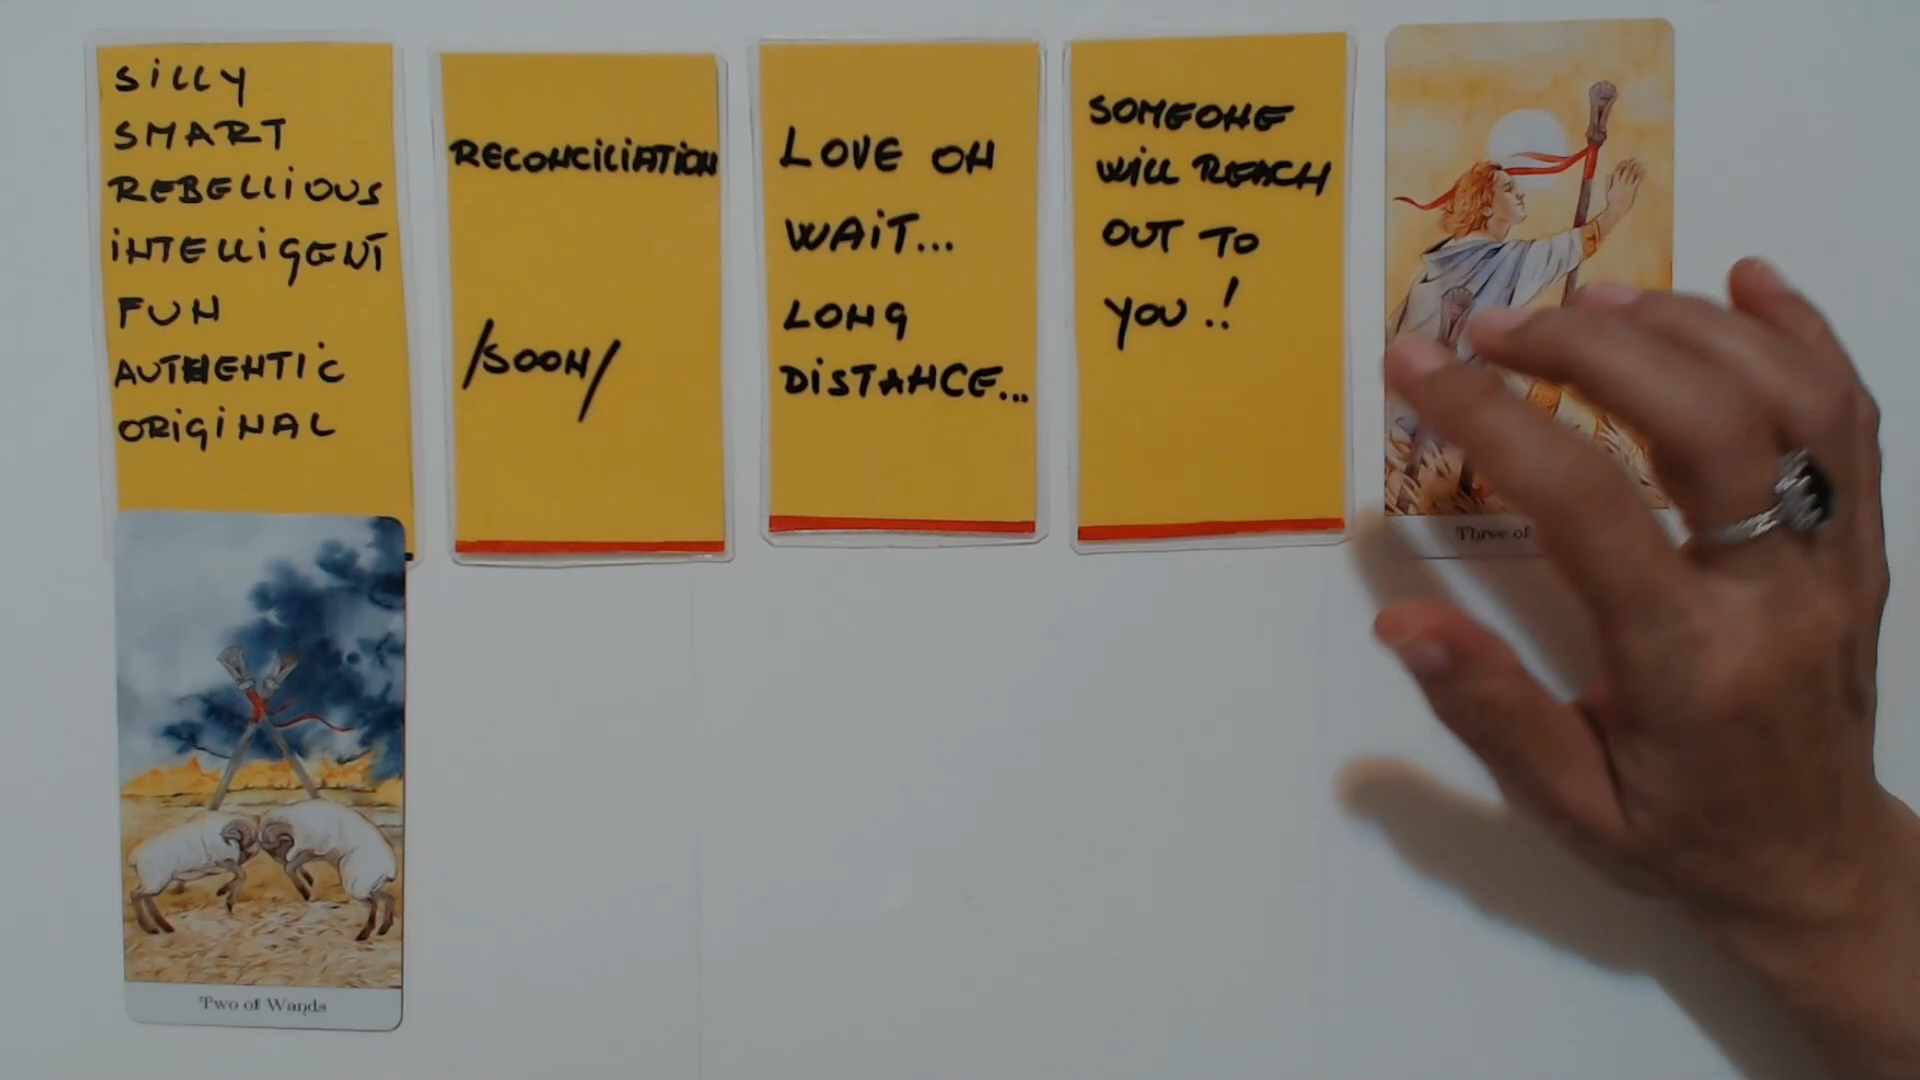 SiLLY
SMART
REBELLiOUS
iNTELLigENT
FUN
AUTHENTiC
ORigiNAL
RECONCiLiATiON
/SOON/
LOVE ON
WAiT...
LONg
DiSTANCE...
SOMEONE
WiLL REACH
OUT TO
YOU!!
Three of
Two of Wands